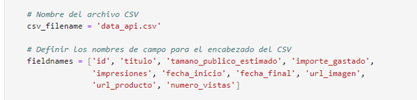 # Nombre del archivo CSV
csv_filename = 'data_api.csv'
# Definir los nombres de campo para el encabezado del CSV
fieldnames = ['id', 'titulo', 'tamano_publico_estimado', 'importe_gastado',
'impresiones', 'fecha_inicio', 'fecha_final', 'url_imagen',
'url_producto', 'numero_vistas']